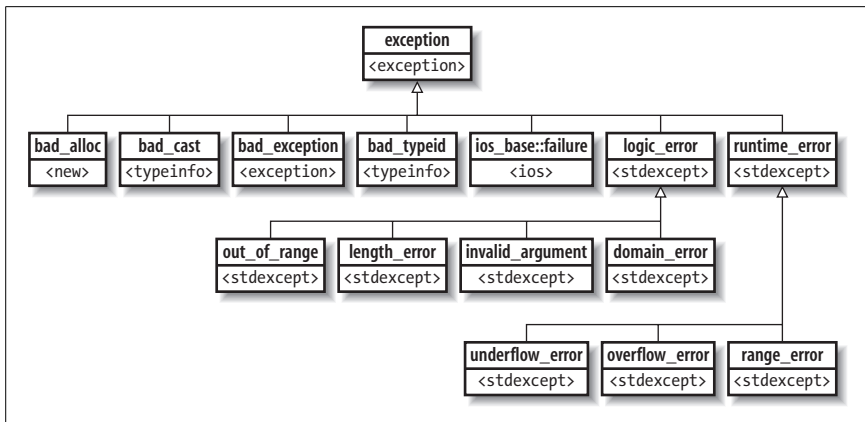 exception
<exception>
bad_alloc bad_cast bad_exception bad_typeid ios_base::failure logic_error runtime_error
<new> <typeinfo> <exception> <typeinfo> <ios> <stdexcept> <stdexcept>
out_of_range length_error invalid_argument domain_error
<stdexcept> <stdexcept> <stdexcept> <stdexcept>
underflow_error overflow_error range_error
<stdexcept> <stdexcept> <stdexcept>